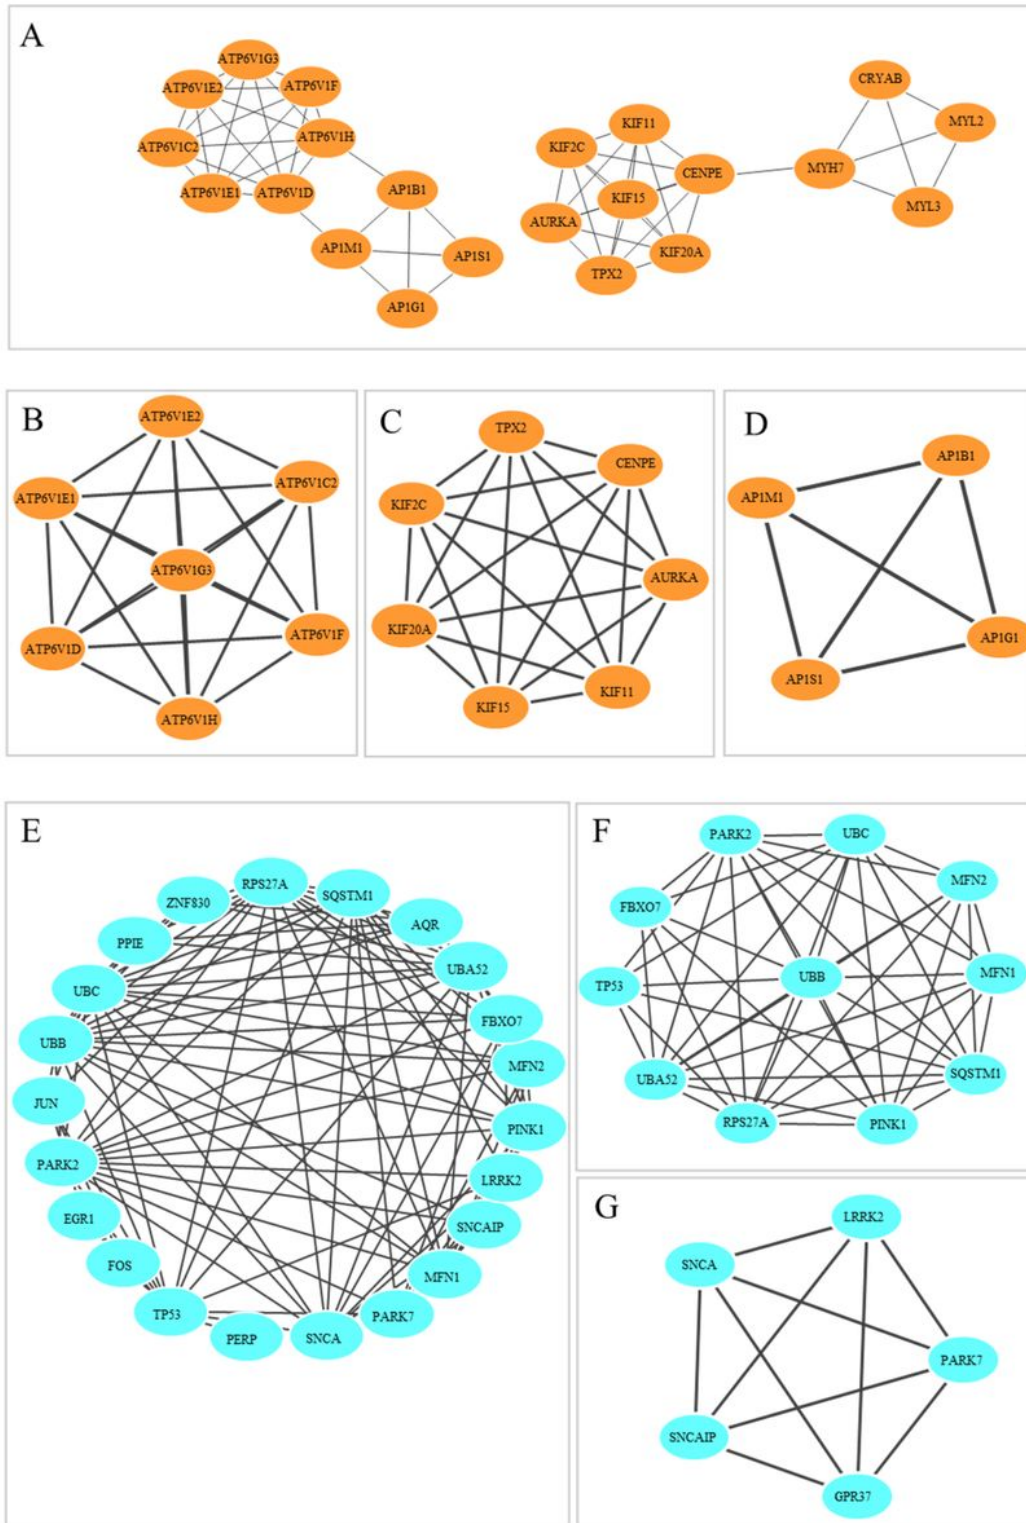 A
ATP6V1G3
ATP6V1E2
ATP6V1F
ATP6V1C2
ATP6V1H
ATP6V1E1
ATP6V1D
AP1B1
AP1M1
AP1S1
AP1G1
KIF11
KIF2C
CENPE
KIF15
AURKA
KIF20A
TPX2
CRYAB
MYL2
MYH7
MYL3
B
ATP6V1E2
ATP6V1E1
ATP6V1C2
ATP6V1G3
ATP6V1D
ATP6V1F
ATP6V1H
C
TPX2
CENPE
KIF2C
AURKA
KIF20A
KIF11
KIF15
D
AP1B1
AP1M1
AP1G1
AP1S1
E
RPS27A
SQSTM1
ZNF830
AQR
PPIE
UBA52
UBC
FBXO7
UBB
MFN2
JUN
PINK1
PARK2
LRRK2
EGR1
SNCAIP
FOS
MFN1
TP53
PARK7
PERP
SNCA
F
PARK2
UBC
MFN2
FBXO7
UBB
MFN1
TP53
SQSTM1
UBA52
RPS27A
PINK1
G
LRRK2
SNCA
PARK7
SNCAIP
GPR37